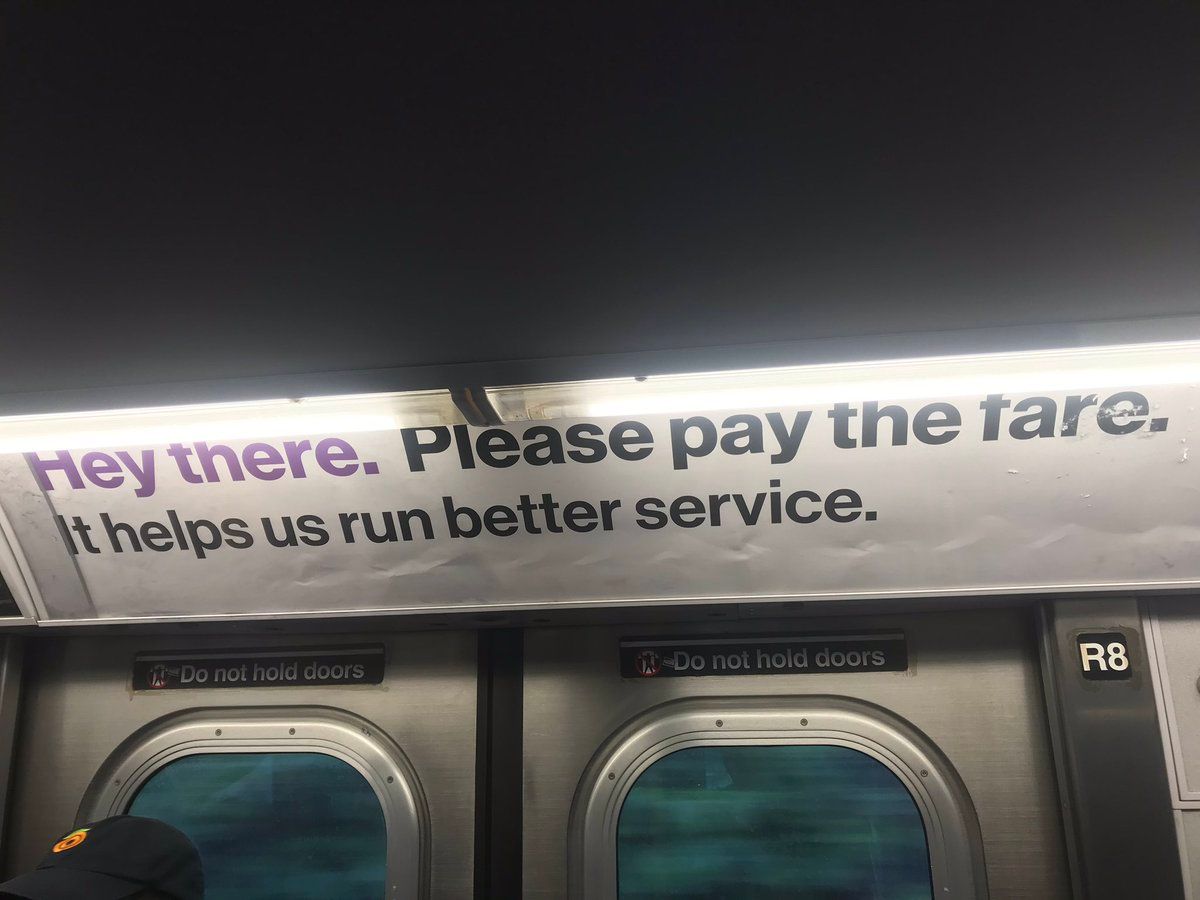 Hey there. Please pay the fare.
It helps us run better service.
Do not hold doors
Do not hold doors
R8